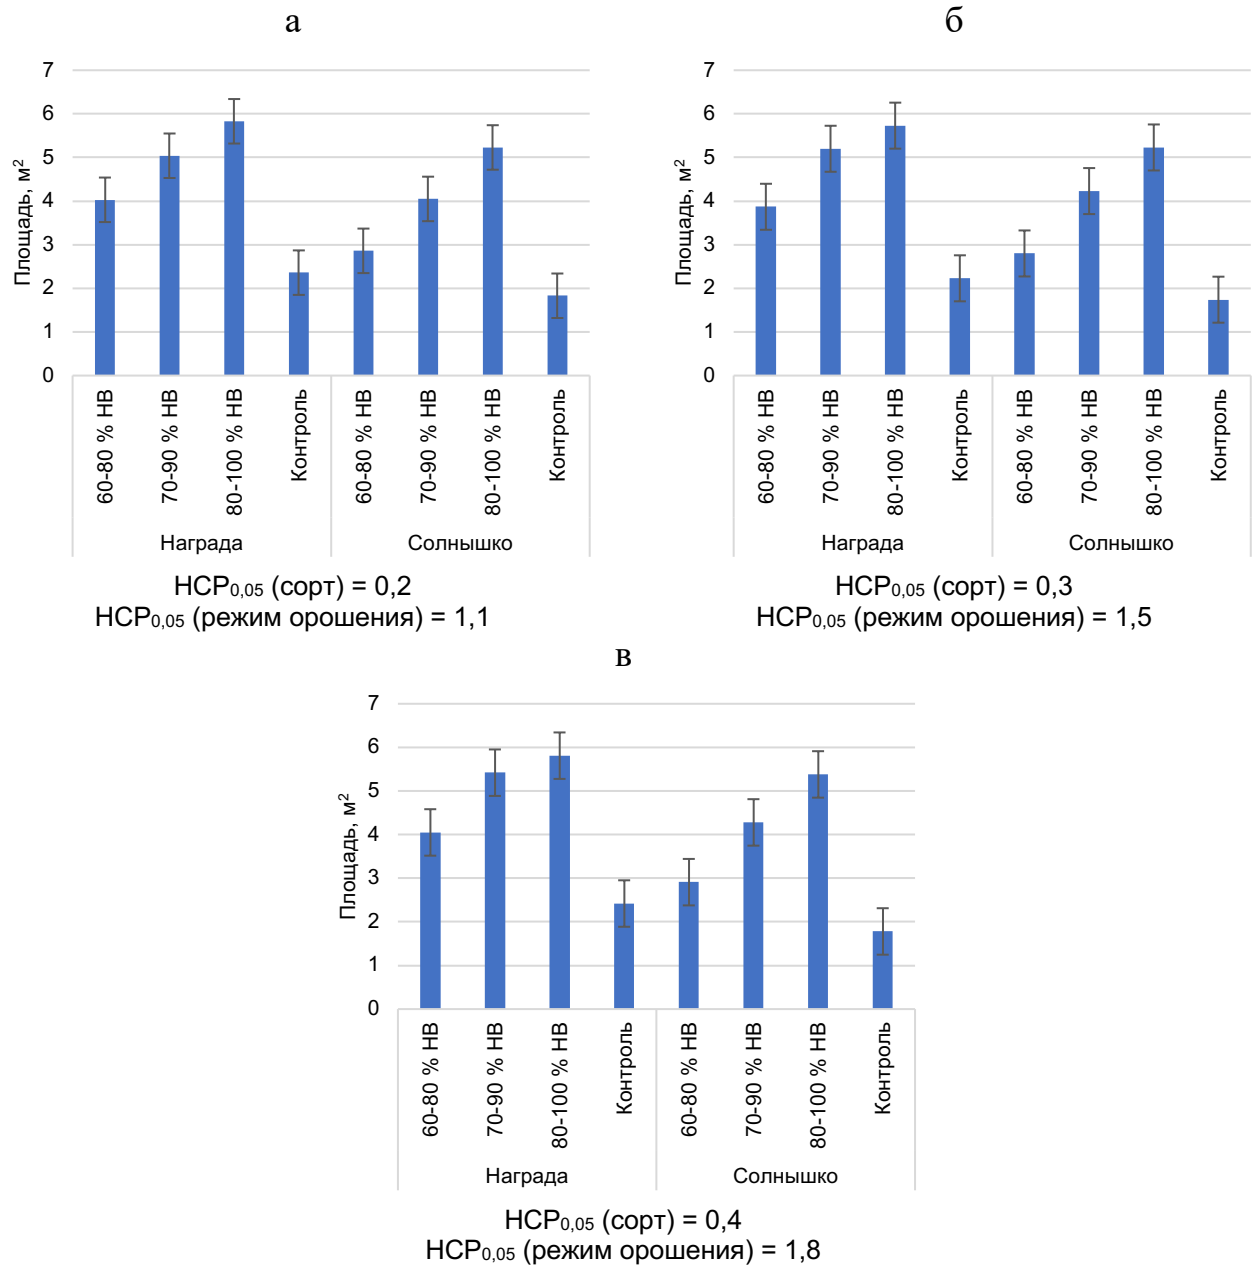 а
7
6
5
4
3
2
1
0
Площадь, м²
60-80 % НВ
70-90 % НВ
80-100 % НВ
Контроль
60-80 % НВ
70-90 % НВ
80-100 % НВ
Контроль
Награда
Солнышко
НСР0,05 (сорт) = 0,2
НСР0,05 (режим орошения) = 1,1
б
7
6
5
4
3
2
1
0
Площадь, м²
60-80 % НВ
70-90 % НВ
80-100 % НВ
Контроль
60-80 % НВ
70-90 % НВ
80-100 % НВ
Контроль
Награда
Солнышко
НСР0,05 (сорт) = 0,3
НСР0,05 (режим орошения) = 1,5
в
7
6
5
4
3
2
1
0
Площадь, м²
60-80 % НВ
70-90 % НВ
80-100 % НВ
Контроль
60-80 % НВ
70-90 % НВ
80-100 % НВ
Контроль
Награда
Солнышко
НСР0,05 (сорт) = 0,4
НСР0,05 (режим орошения) = 1,8